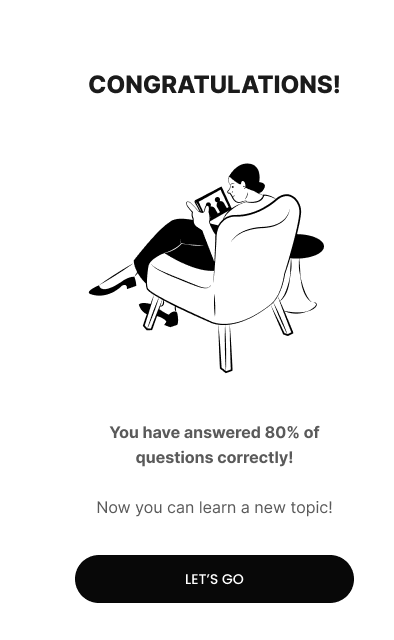 CONGRATULATIONS!
You have answered 80% of
questions correctly!
Now you can learn a new topic!
LET’S GO